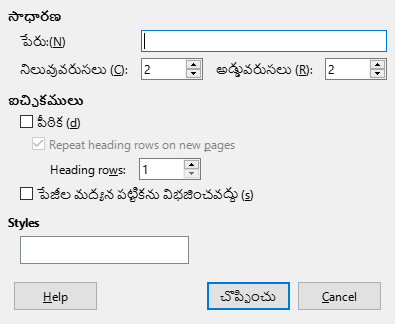 సాధారణ
పేరు:(N)
నిలువువరుసలు (C): 2 అడ్డువరుసలు (R): 2
ఐచ్ఛికములు
పీఠిక (d)
Repeat heading rows on new pages
Heading rows: 1
పేజీల మద్యన పట్టికను విభజించవద్దు (s)
Styles
Help చొప్పించు Cancel